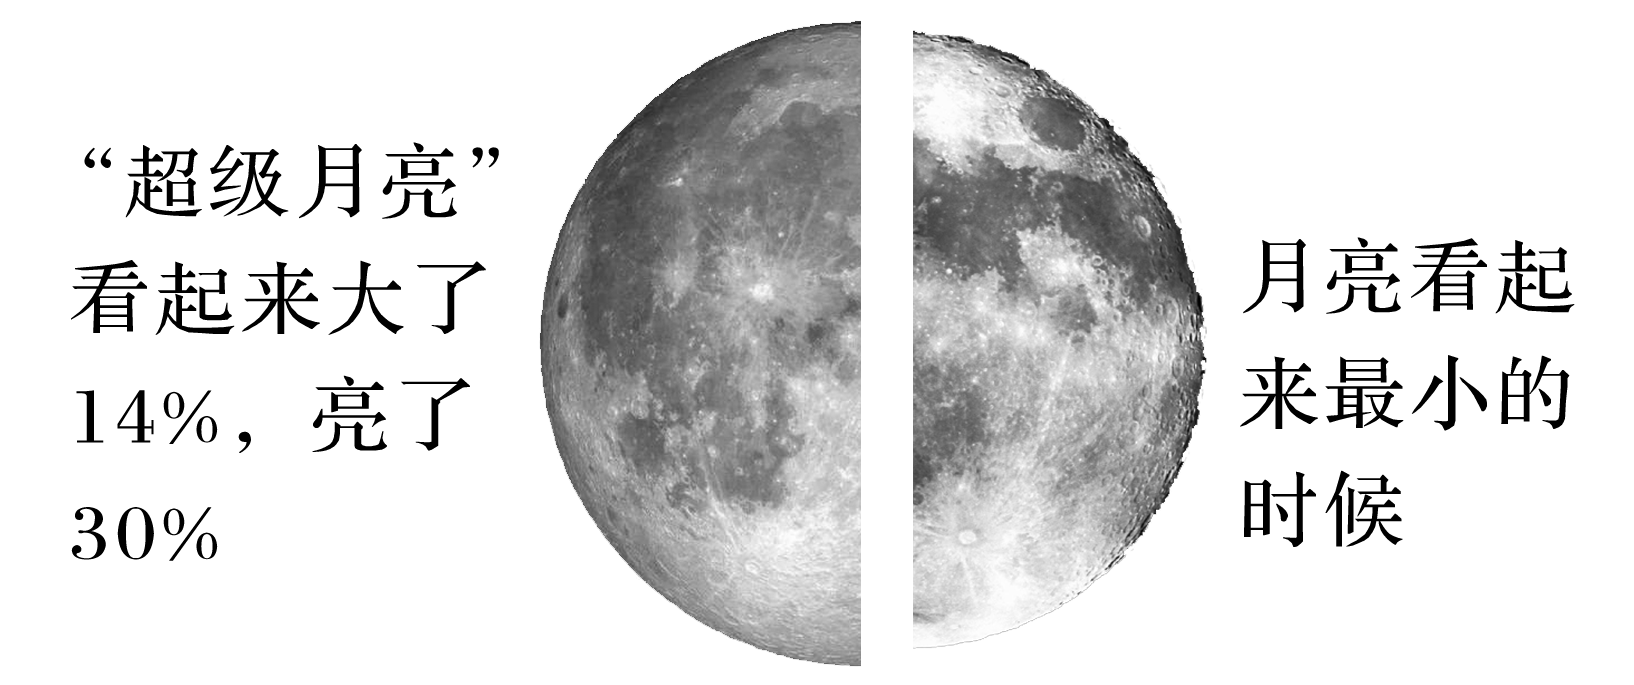 “超级月亮”
看起来大了
14%，亮了
30%
月亮看起
来最小的
时候